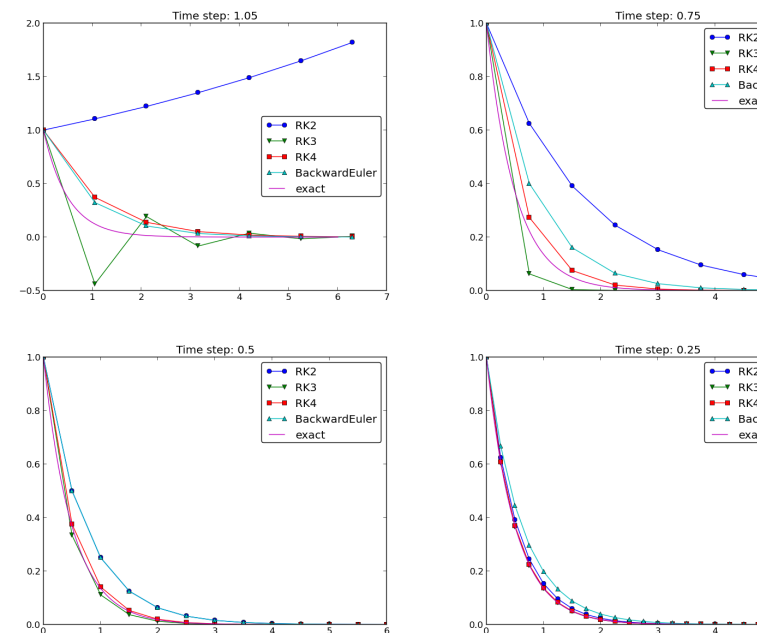 Time step: 1.05
2.0
1.5
1.0
0.5
0.0
−0.5
0 1 2 3 4 5 6 7
RK2
RK3
RK4
BackwardEuler
exact
Time step: 0.75
1.0
0.8
0.6
0.4
0.2
0.0
0 1 2 3 4
RK2
RK3
RK4
Bac
exa
Time step: 0.5
1.0
0.8
0.6
0.4
0.2
0.0
0 1 2 3 4 5 6
RK2
RK3
RK4
BackwardEuler
exact
Time step: 0.25
1.0
0.8
0.6
0.4
0.2
0.0
0 1 2 3 4
RK2
RK3
RK4
Bac
exa